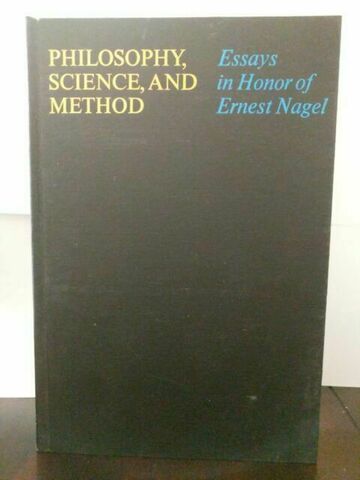 PHILOSOPHY,
SCIENCE, AND
METHOD
Essays
in Honor of
Ernest Nagel